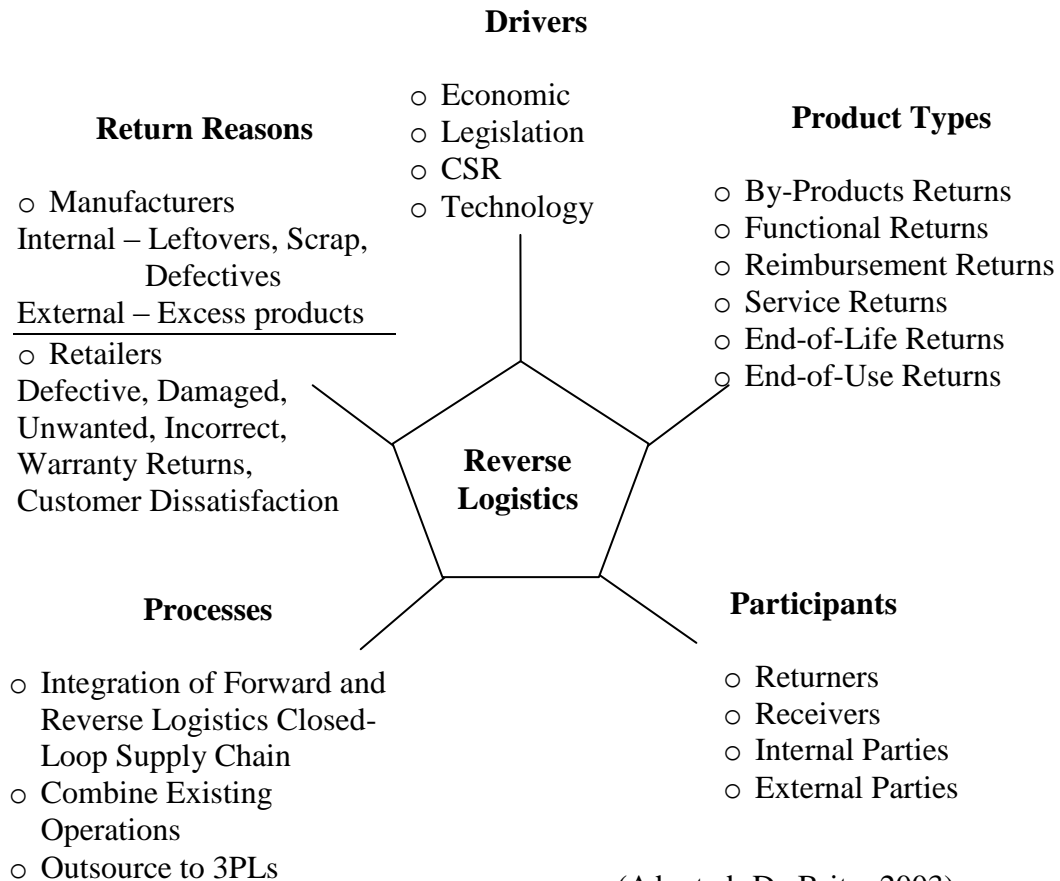 Drivers
○ Economic
○ Legislation
○ CSR
○ Technology
Return Reasons
○ Manufacturers
Internal – Leftovers, Scrap,
Defectives
External – Excess products
○ Retailers
Defective, Damaged,
Unwanted, Incorrect,
Warranty Returns,
Customer Dissatisfaction
Product Types
○ By-Products Returns
○ Functional Returns
○ Reimbursement Returns
○ Service Returns
○ End-of-Life Returns
○ End-of-Use Returns
Reverse
Logistics
Processes
○ Integration of Forward and
Reverse Logistics Closed-
Loop Supply Chain
○ Combine Existing
Operations
○ Outsource to 3PLs
Participants
○ Returners
○ Receivers
○ Internal Parties
○ External Parties
2003)